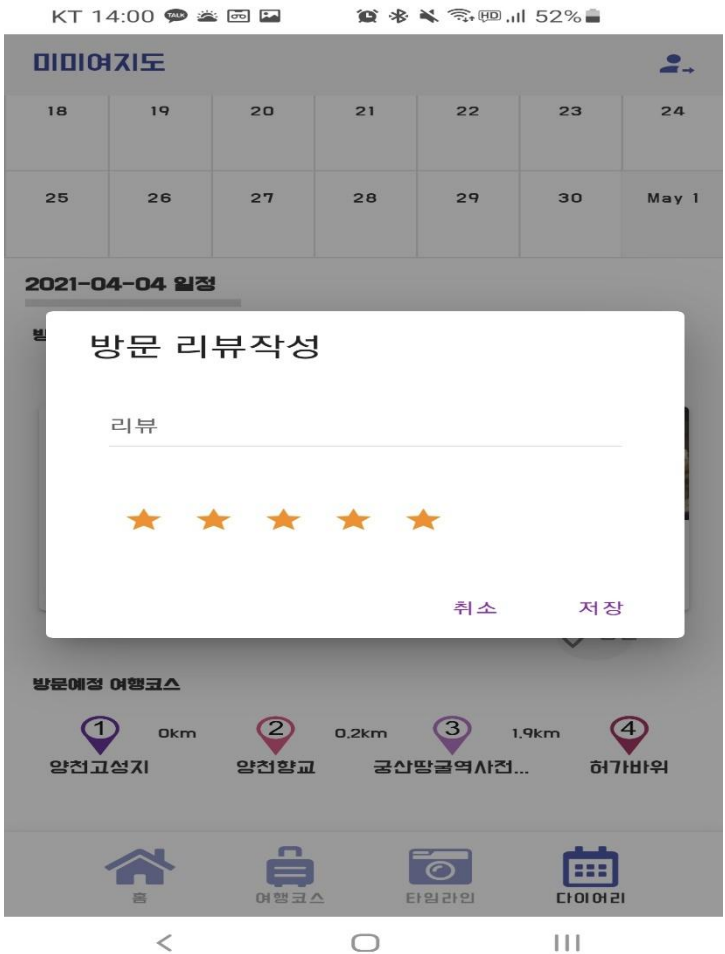 KT 14:00 TALK HD 52%
미미여지도
18 19 20 21 22 23 24
25 26 27 28 29 30 May 1
2021-04-04 일정
방문 리뷰작성
리뷰
취소 저장
방문예정 여행코스
1 0km 2 0.2km 3 1.9km 4
양천고성지 양천향교 궁산땅굴역사전... 허가바위
홈 여행코스 타임라인 다이어리